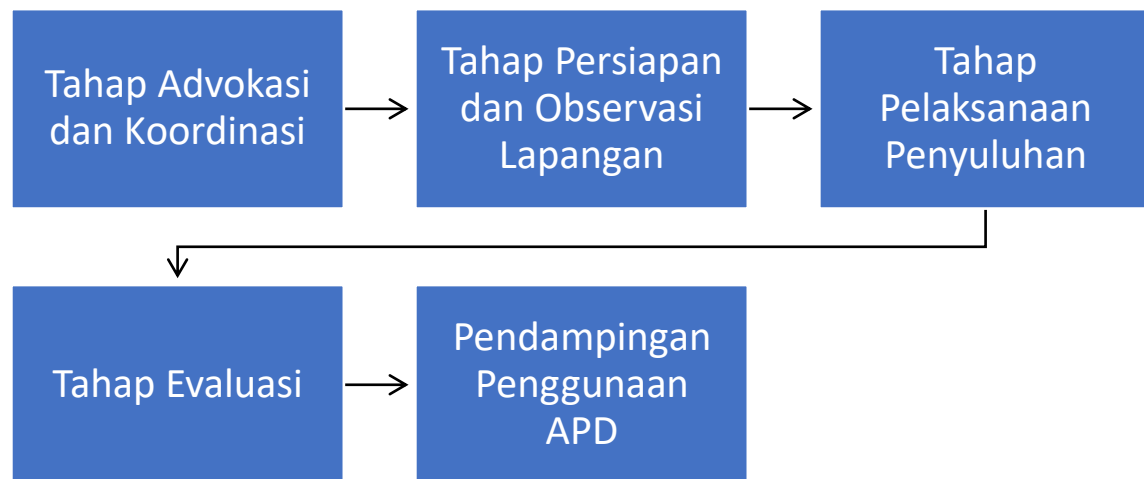 Tahap Advokasi
dan Koordinasi
Tahap Persiapan
dan Observasi
Lapangan
Tahap
Pelaksanaan
Penyuluhan
Tahap Evaluasi
Pendampingan
Penggunaan
APD